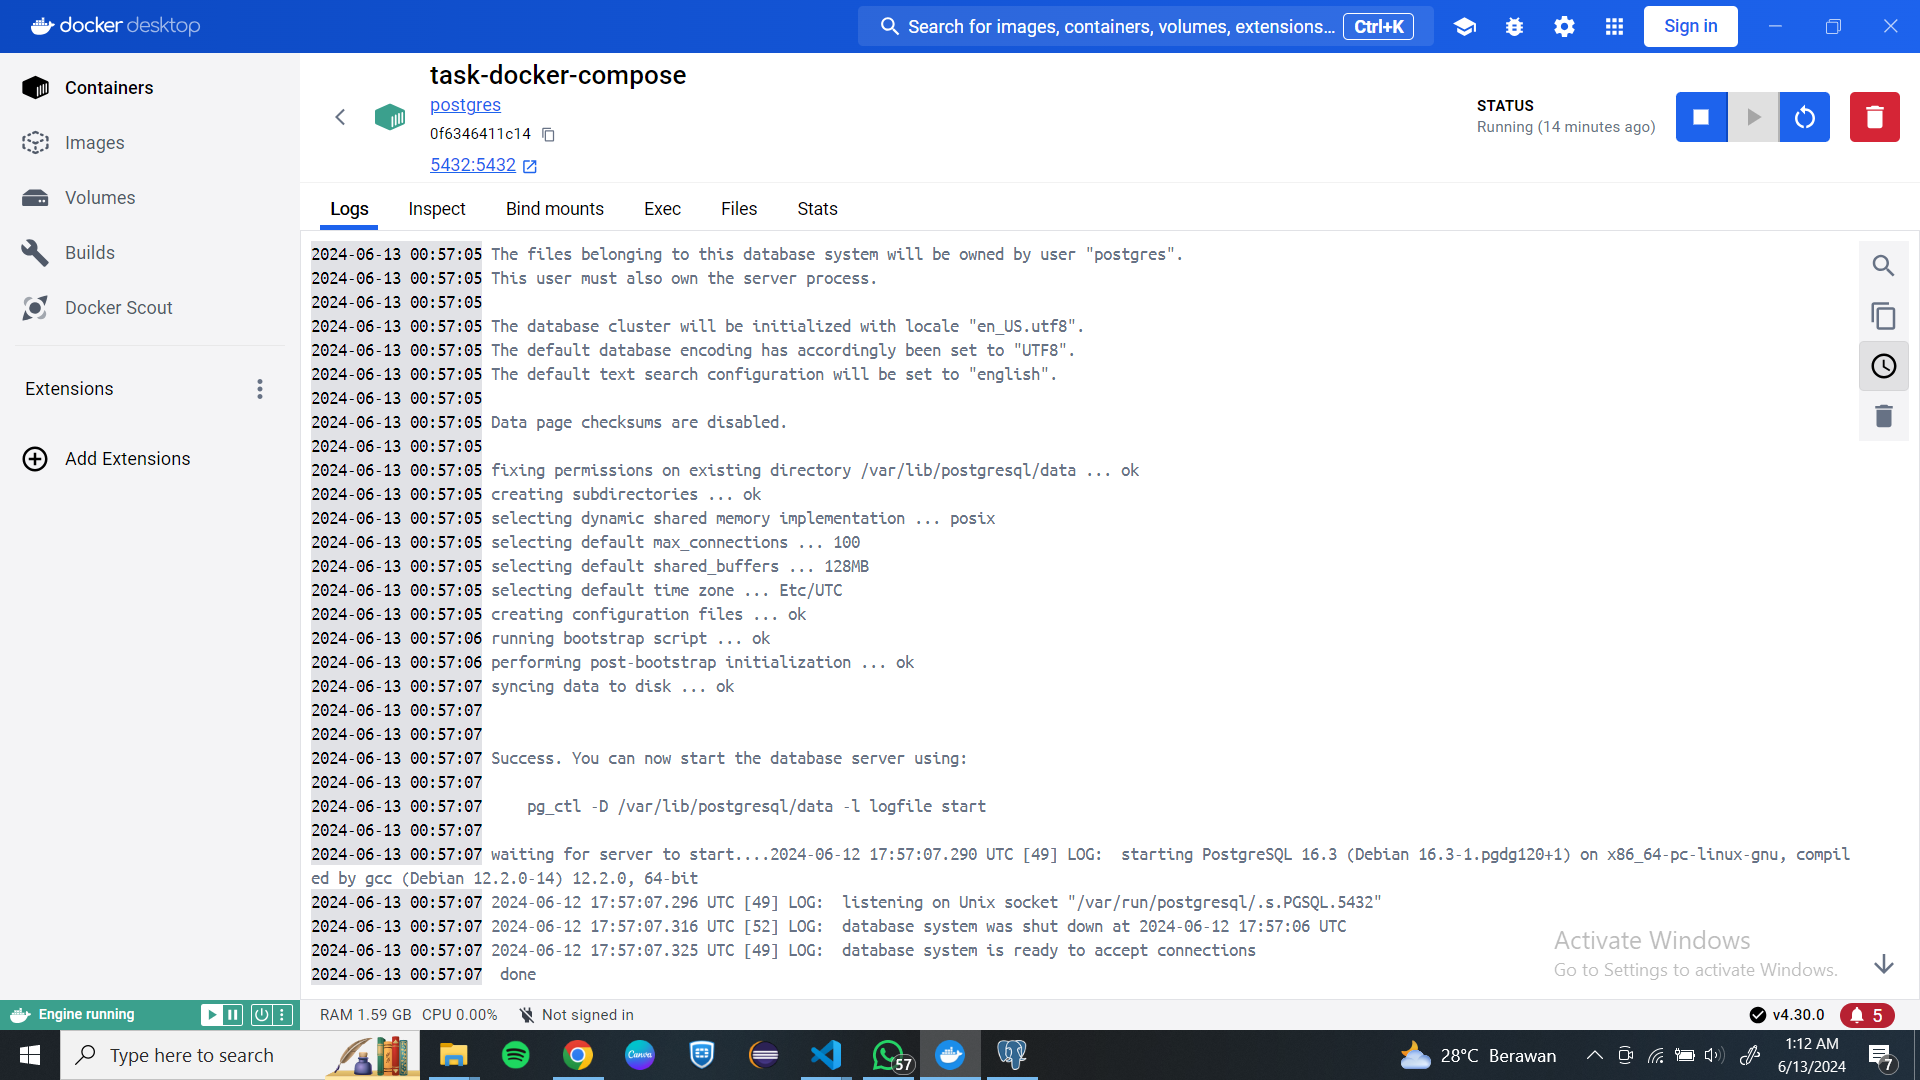 docker desktop
Search for images, containers, volumes, extensions... Ctrl+K
Sign in
Containers
Images
Volumes
Builds
Docker Scout
Extensions
Add Extensions
task-docker-compose
postgres
0f6346411c14
5432:5432
STATUS
Running (14 minutes ago)
Logs Inspect Bind mounts Exec Files Stats
2024-06-13 00:57:05 The files belonging to this database system will be owned by user "postgres".
2024-06-13 00:57:05 This user must also own the server process.
2024-06-13 00:57:05
2024-06-13 00:57:05 The database cluster will be initialized with locale "en_US.utf8".
2024-06-13 00:57:05 The default database encoding has accordingly been set to "UTF8".
2024-06-13 00:57:05 The default text search configuration will be set to "english".
2024-06-13 00:57:05
2024-06-13 00:57:05 Data page checksums are disabled.
2024-06-13 00:57:05
2024-06-13 00:57:05 fixing permissions on existing directory /var/lib/postgresql/data ... ok
2024-06-13 00:57:05 creating subdirectories ... ok
2024-06-13 00:57:05 selecting dynamic shared memory implementation ... posix
2024-06-13 00:57:05 selecting default max_connections ... 100
2024-06-13 00:57:05 selecting default shared_buffers ... 128MB
2024-06-13 00:57:05 selecting default time zone ... Etc/UTC
2024-06-13 00:57:05 creating configuration files ... ok
2024-06-13 00:57:06 running bootstrap script ... ok
2024-06-13 00:57:06 performing post-bootstrap initialization ... ok
2024-06-13 00:57:07 syncing data to disk ... ok
2024-06-13 00:57:07
2024-06-13 00:57:07
2024-06-13 00:57:07 Success. You can now start the database server using:
2024-06-13 00:57:07
2024-06-13 00:57:07     pg_ctl -D /var/lib/postgresql/data -l logfile start
2024-06-13 00:57:07
2024-06-13 00:57:07 waiting for server to start....2024-06-12 17:57:07.290 UTC [49] LOG:  starting PostgreSQL 16.3 (Debian 16.3-1.pgdg120+1) on x86_64-pc-linux-gnu, compil
ed by gcc (Debian 12.2.0-14) 12.2.0, 64-bit
2024-06-13 00:57:07 2024-06-12 17:57:07.296 UTC [49] LOG:  listening on Unix socket "/var/run/postgresql/.s.PGSQL.5432"
2024-06-13 00:57:07 2024-06-12 17:57:07.316 UTC [52] LOG:  database system was shut down at 2024-06-12 17:57:06 UTC
2024-06-13 00:57:07 2024-06-12 17:57:07.325 UTC [49] LOG:  database system is ready to accept connections
2024-06-13 00:57:07  done
Activate Windows
Go to Settings to activate Windows.
Engine running
RAM 1.59 GB CPU 0.00% Not signed in
v4.30.0 5
Type here to search
Canva
57
28°C Berawan
1:12 AM
6/13/2024
7